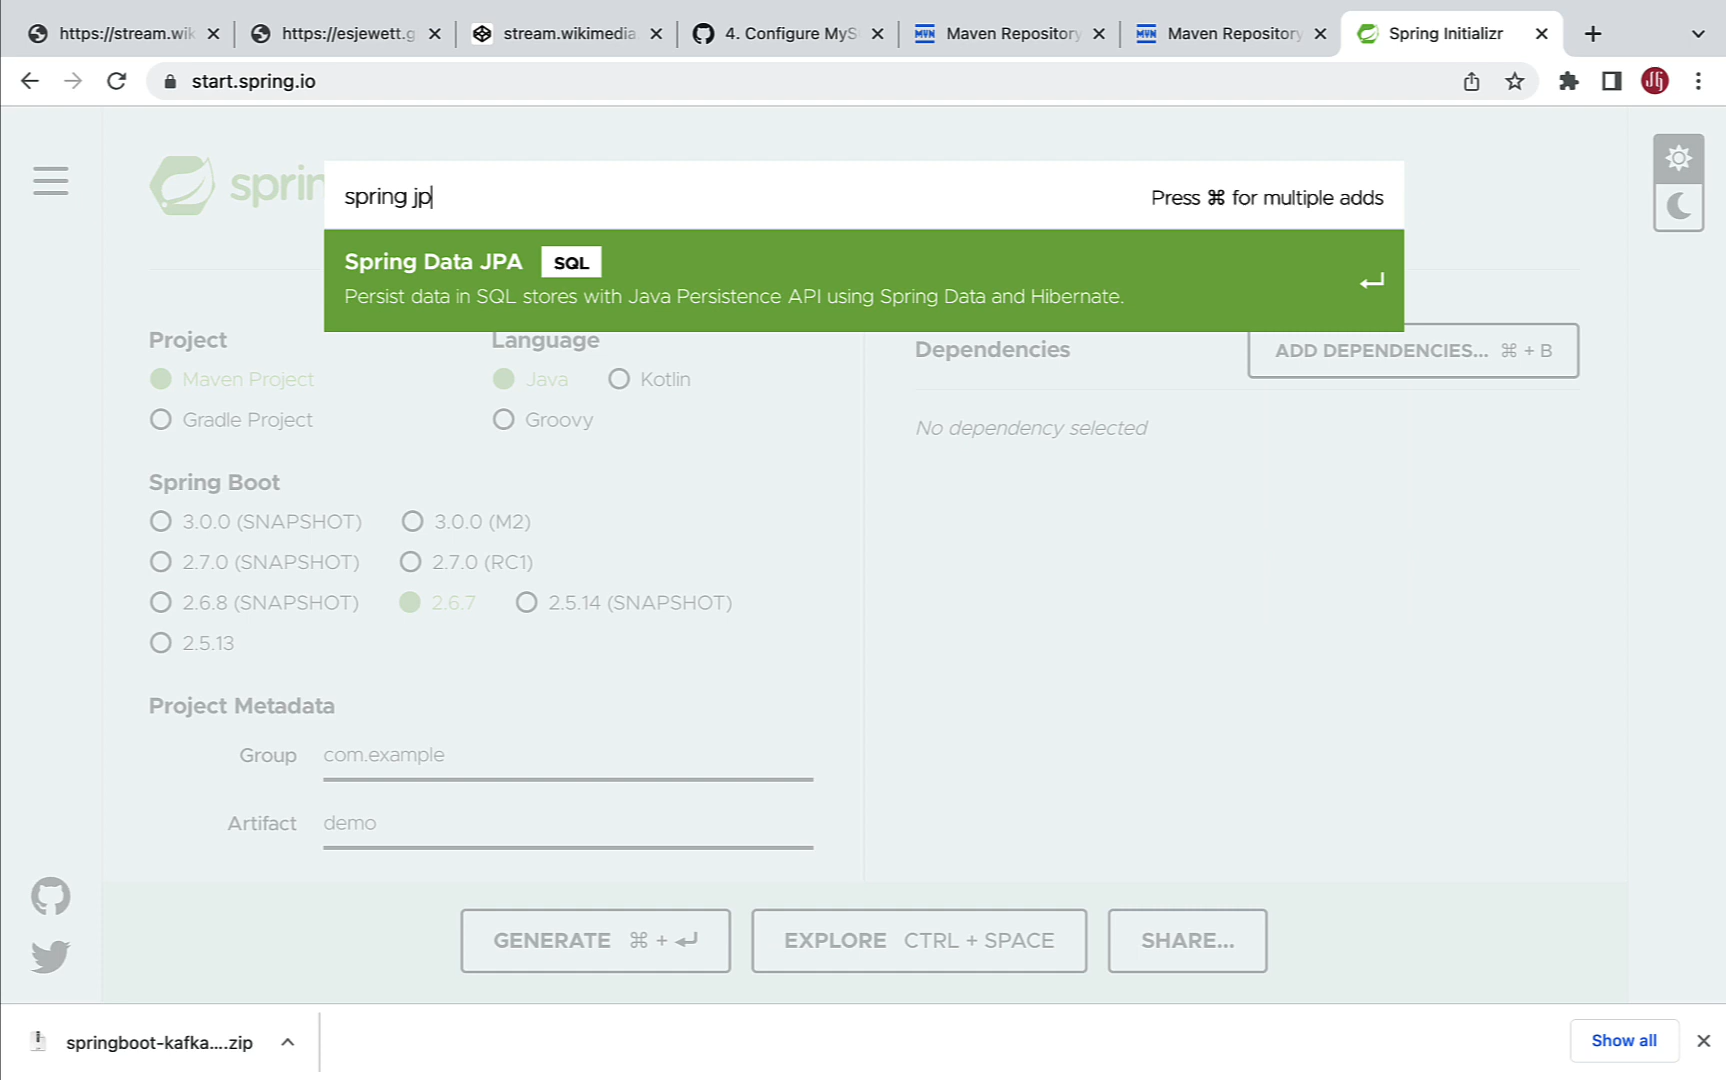 https://stream.wik
https://esjewett.g
stream.wikimedia
4. Configure MyS
Maven Repository
Maven Repository
Spring Initializr
start.spring.io
spring
spring jp
Press ⌘ for multiple adds
Spring Data JPA SQL
Persist data in SQL stores with Java Persistence API using Spring Data and Hibernate.
Project
Maven Project
Gradle Project
Language
Java Kotlin
Groovy
Dependencies
ADD DEPENDENCIES... ⌘ + B
No dependency selected
Spring Boot
3.0.0 (SNAPSHOT) 3.0.0 (M2)
2.7.0 (SNAPSHOT) 2.7.0 (RC1)
2.6.8 (SNAPSHOT) 2.6.7 2.5.14 (SNAPSHOT)
2.5.13
Project Metadata
Group com.example
Artifact demo
GENERATE ⌘ + ↵
EXPLORE CTRL + SPACE
SHARE...
springboot-kafka....zip
Show all